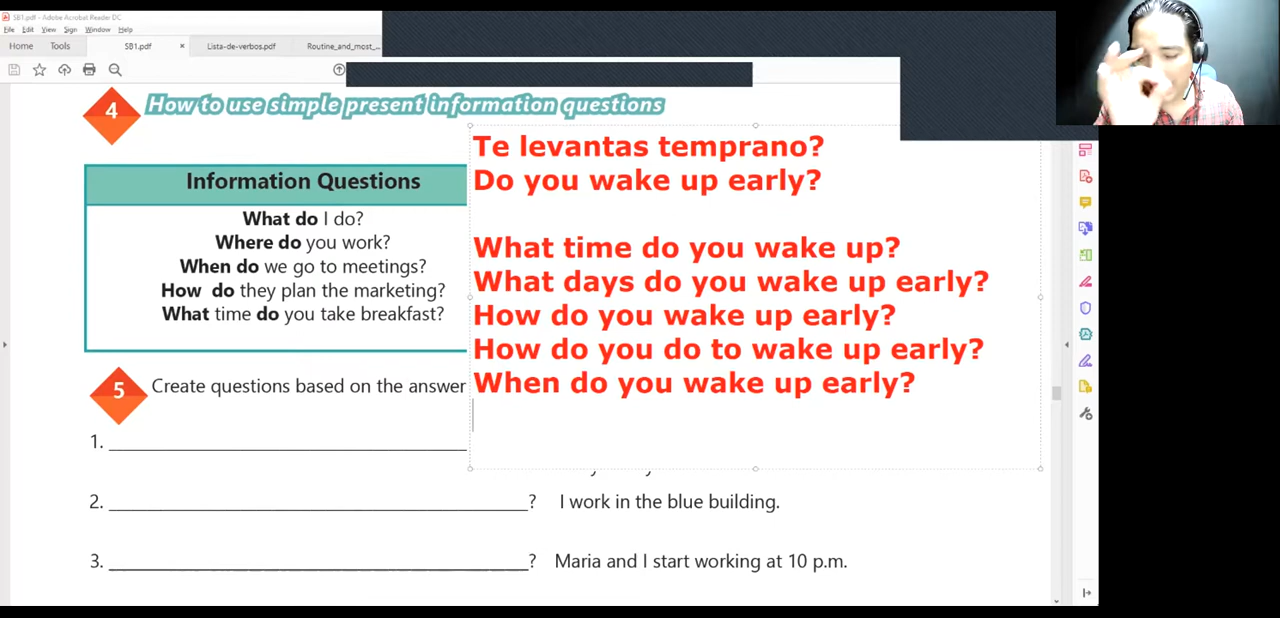 SB1.pdf - Adobe Acrobat Reader DC
File Edit View Sign Window Help
Home Tools SB1.pdf × Lista-de-verbos.pdf Routine_and_most_...
4 How to use simple present information questions
Information Questions
What do I do?
Where do you work?
When do we go to meetings?
How do they plan the marketing?
What time do you take breakfast?
Te levantas temprano?
Do you wake up early?
What time do you wake up?
What days do you wake up early?
How do you wake up early?
How do you do to wake up early?
When do you wake up early?
5 Create questions based on the answer
1. ______________________________
2. ______________________________? I work in the blue building.
3. ______________________________? Maria and I start working at 10 p.m.